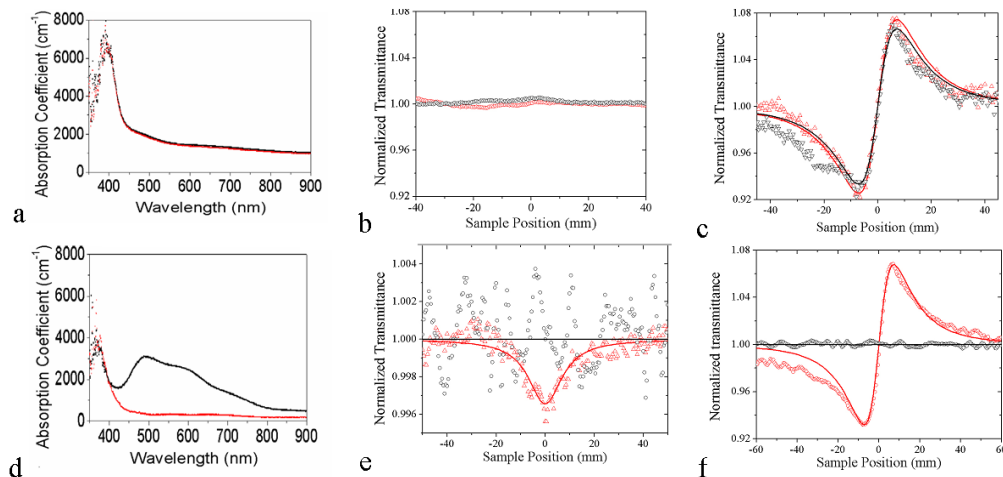 8000
6000
4000
2000
0
Absorption Coefficient (cm⁻¹)
400 500 600 700 800 900
Wavelength (nm)
a
1.08
1.04
1.00
0.96
0.92
Normalized Transmittance
-40 -20 0 20 40
Sample Position (mm)
b
1.08
1.04
1.00
0.96
0.92
Normalized Transmittance
-40 -20 0 20 40
Sample Position (mm)
c
8000
6000
4000
2000
0
Absorption Coefficient (cm⁻¹)
400 500 600 700 800 900
Wavelength (nm)
d
1.004
1.002
1.000
0.998
0.996
Normalized Transmittance
-40 -20 0 20 40
Sample Position (mm)
e
1.08
1.04
1.00
0.96
0.92
Normalized Transmittance
-60 -40 -20 0 20 40 60
Sample Position (mm)
f